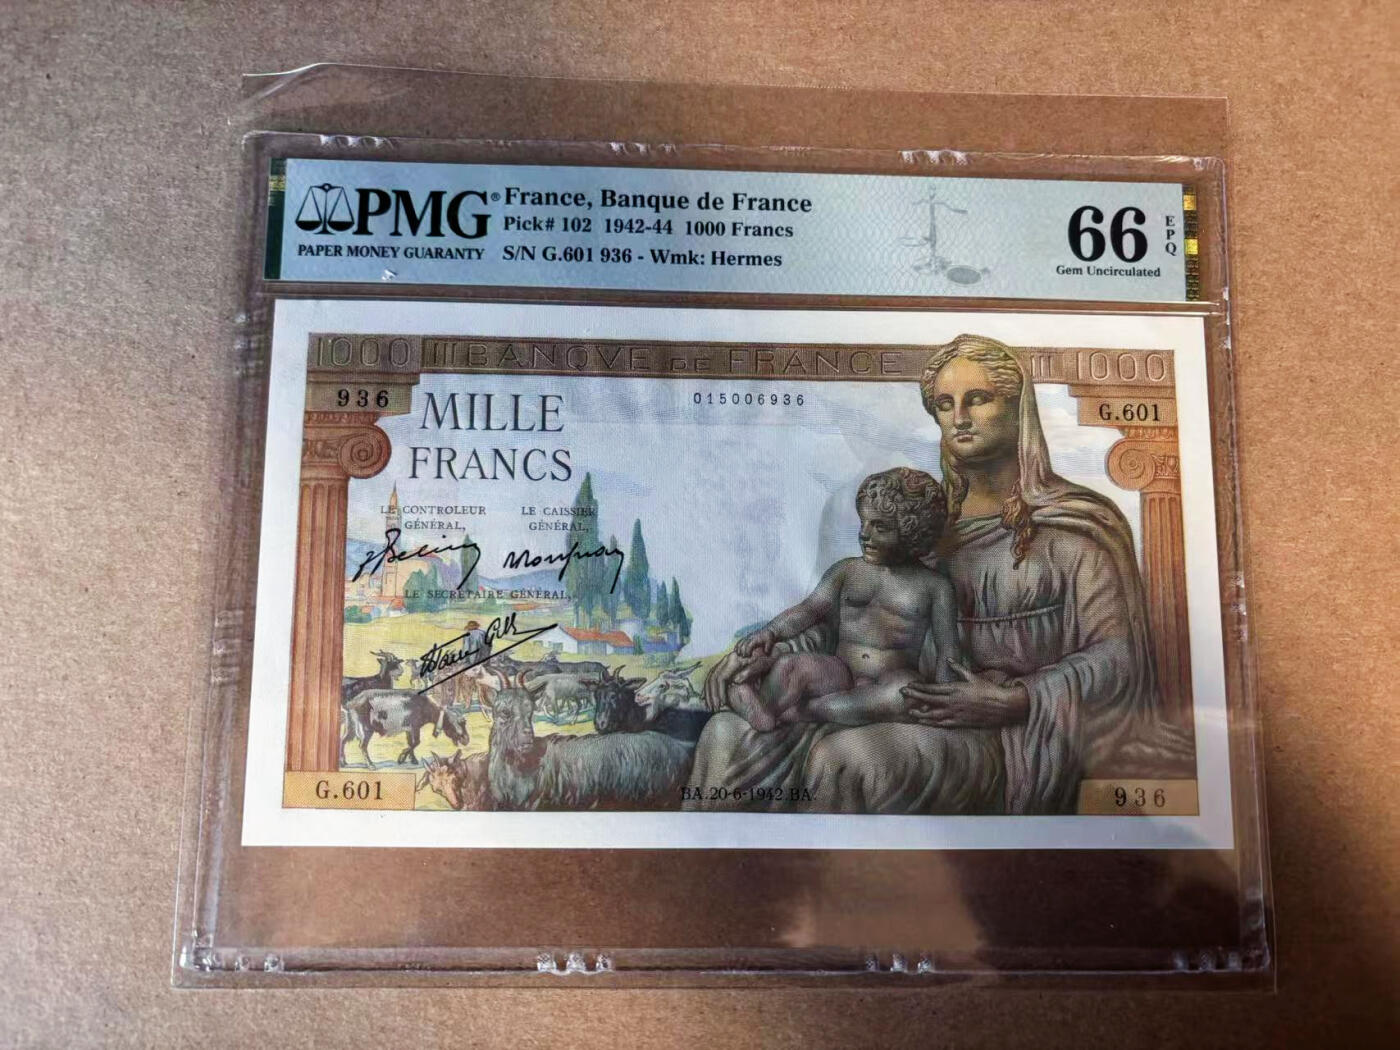 PMG®
PAPER MONEY GUARANTY
France, Banque de France
Pick# 102 1942-44 1000 Francs
S/N G.601 936 - Wmk: Hermes
66 EPQ
Gem Uncirculated
1000 BANQVE DE FRANCE 1000
936 015006936 G.601
MILLE
FRANCS
LE CONTROLEUR LE CAISSIER
GÉNÉRAL, GÉNÉRAL,
LE SECRÉTAIRE GÉNÉRAL,
G.601 BA.20-6-1942.BA. 936